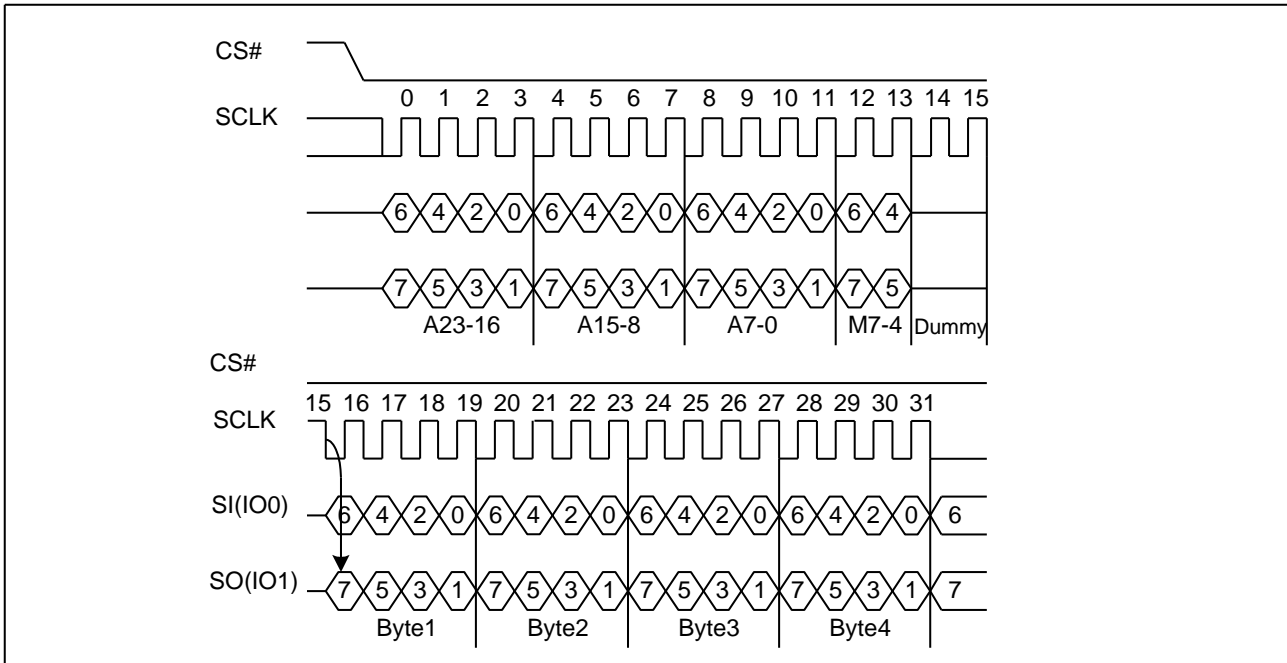 CS#
0 1 2 3 4 5 6 7 8 9 10 11 12 13 14 15
SCLK
6 4 2 0 6 4 2 0 6 4 2 0 6 4
7 5 3 1 7 5 3 1 7 5 3 1 7 5
A23-16 A15-8 A7-0 M7-4 Dummy
CS#
15 16 17 18 19 20 21 22 23 24 25 26 27 28 29 30 31
SCLK
SI(IO0) 6 4 2 0 6 4 2 0 6 4 2 0 6 4 2 0 6
SO(IO1) 7 5 3 1 7 5 3 1 7 5 3 1 7 5 3 1 7
Byte1 Byte2 Byte3 Byte4